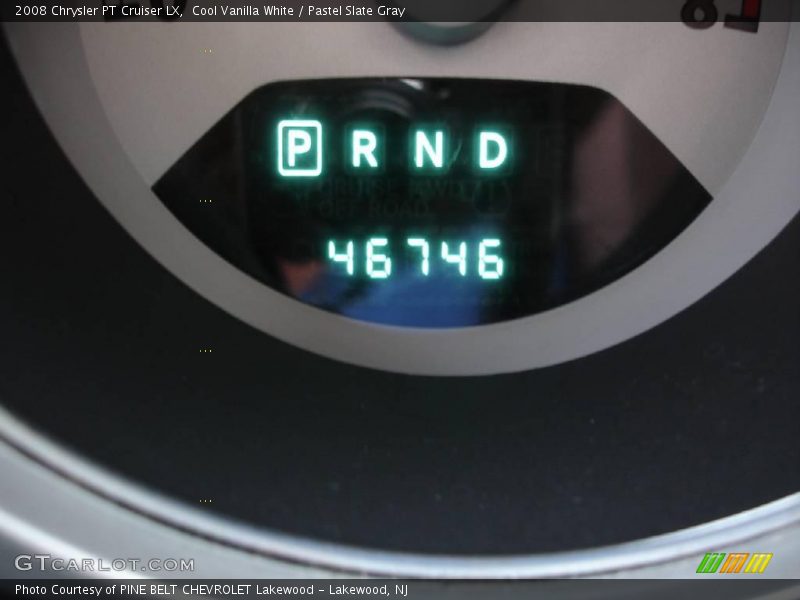 2008 Chrysler PT Cruiser LX, Cool Vanilla White / Pastel Slate Gray
P R N D
46746
GTCARLOT.COM
Photo Courtesy of PINE BELT CHEVROLET Lakewood - Lakewood, NJ